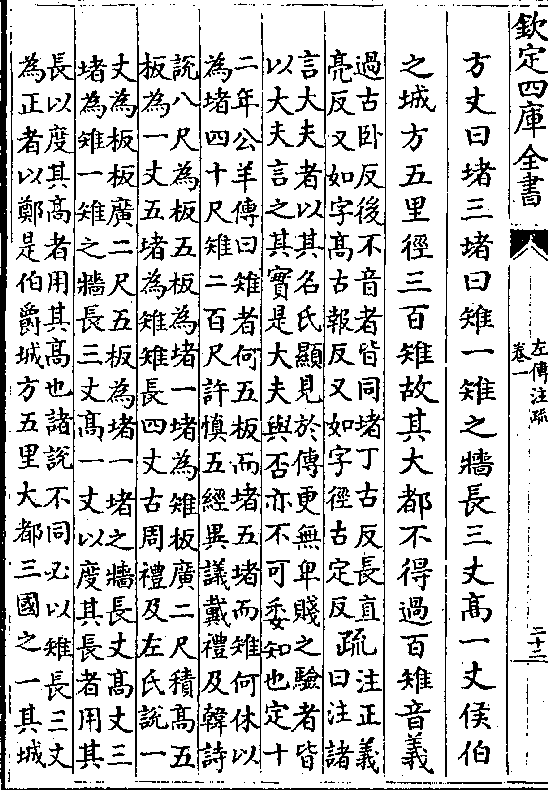 欽定四庫全書
左傳注疏
卷一
二十二
方丈曰堵三堵曰雉一雉之牆長三丈高一丈侯伯
之城方五里徑三百雉故其大都不得過百雉音義
過古卧反後不音者皆同堵丁古反長直
亮反又如字高古報反又如字徑古定反
疏注正義
曰注諸
言大夫者以其名氏顯見於傳更無卑賤之驗者皆
以大夫言之其實是大夫與否亦不可委知也定十
二年公羊傳曰雉者何五板而堵五堵而雉何休以
為堵四十尺雉二百尺許慎五經異議戴禮及韓詩
說八尺為板五板為堵一堵為雉板廣二尺積高五
板為一丈五堵為雉雉長四丈古周禮及左氏說一
丈為板板廣二尺五板為堵一堵之牆長丈高丈三
堵為雉一雉之牆長三丈高一丈以度其長者用其
長以度其高者用其高也諸說不同必以雉長三丈
為正者以鄭是伯爵城方五里大都三國之一其城